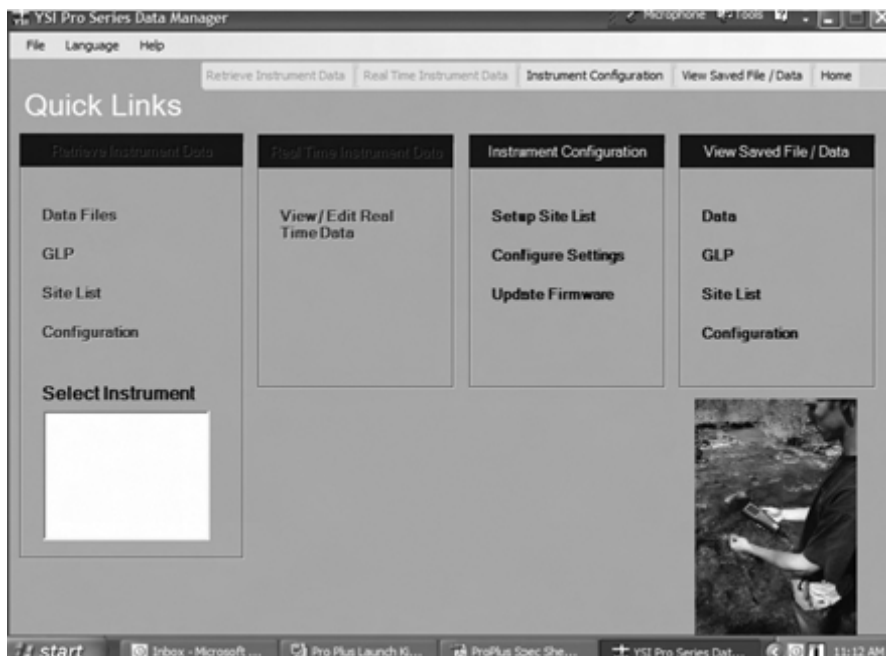 YSI Pro Series Data Manager
Microphone Tools
File Language Help
Retrieve Instrument Data Real Time Instrument Data Instrument Configuration View Saved File / Data Home
Quick Links
Retrieve Instrument Data
Data Files
GLP
Site List
Configuration
Select Instrument
Real Time Instrument Data
View / Edit Real
Time Data
Instrument Configuration
Setup Site List
Configure Settings
Update Firmware
View Saved File / Data
Data
GLP
Site List
Configuration
start Inbox - Microsoft ... Pro Plus Launch Ki... ProPlus Spec She... YSI Pro Series Dat... 11:12 AM